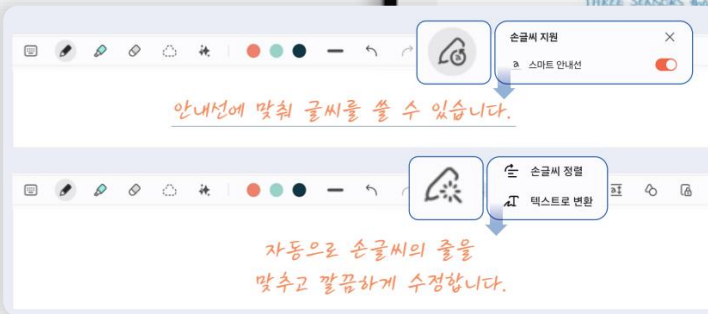 THREE SENSORS
손글씨 지원
a 스마트 안내선
안내선에 맞춰 글씨를 쓸 수 있습니다.
손글씨 정렬
텍스트로 변환
자동으로 손글씨의 줄을
맞추고 깔끔하게 수정합니다.